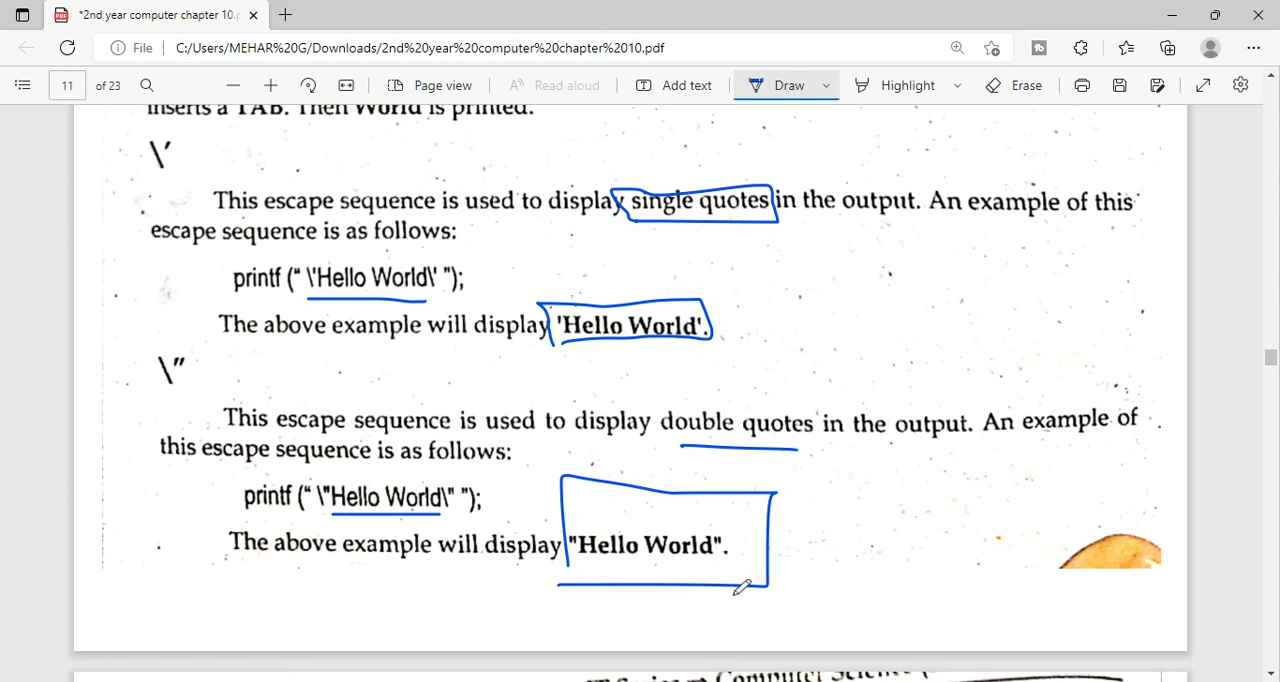 *2nd year computer chapter 10.p
File C:/Users/MEHAR%20G/Downloads/2nd%20year%20computer%20chapter%2010.pdf
11 of 23 Page view Read aloud Add text Draw Highlight Erase
inserts a TAB. Then World is printed.
\'
This escape sequence is used to display single quotes in the output. An example of this
escape sequence is as follows:
printf (" \'Hello World\' ");
The above example will display 'Hello World'.
\"
This escape sequence is used to display double quotes in the output. An example of
this escape sequence is as follows:
printf (" \"Hello World\" ");
The above example will display "Hello World".